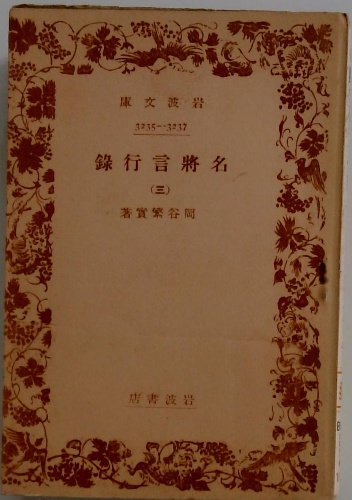 岩波文庫
3235—3237
名將言行錄
(三)
岡谷繁實著
岩波書店